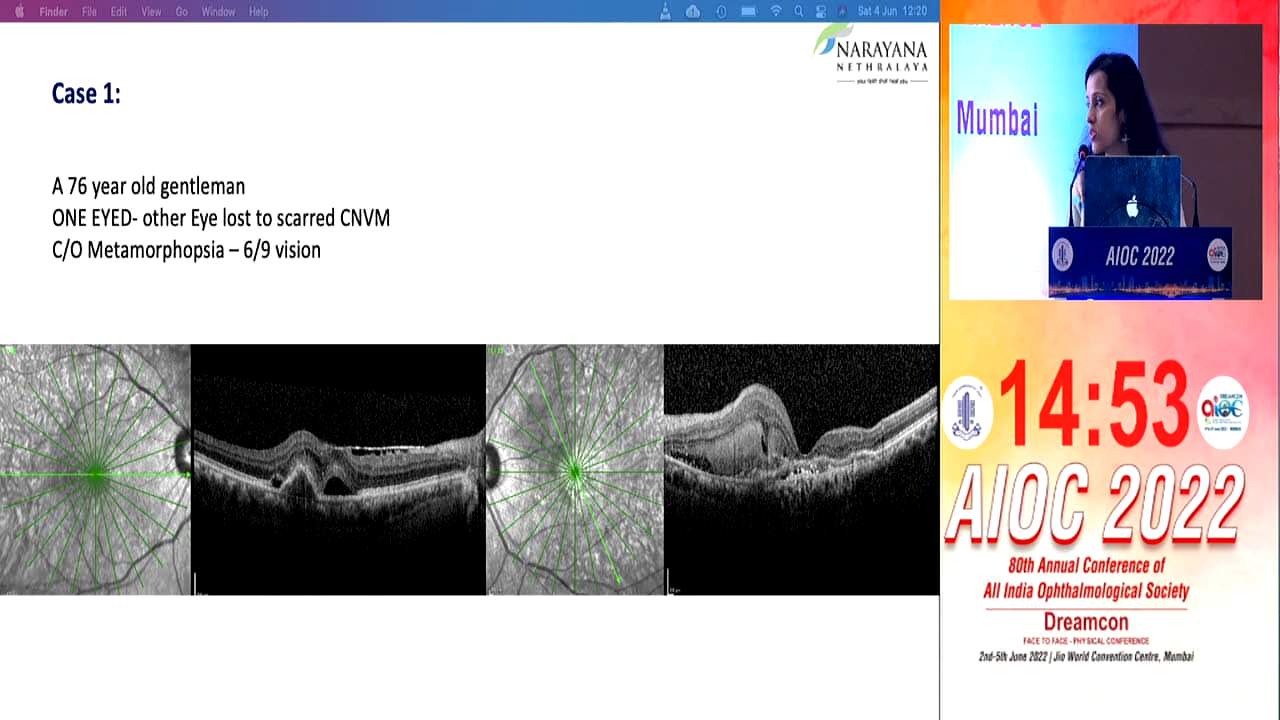 Finder File Edit View Go Window Help
Sat 4 Jun 12:20
NARAYANA
NETHRALAYA
Case 1:
A 76 year old gentleman
ONE EYED- other Eye lost to scarred CNVM
C/O Metamorphopsia – 6/9 vision
Mumbai
AIOC 2022
14:53
AIOC 2022
80th Annual Conference of
All India Ophthalmological Society
Dreamcon
FACE TO FACE - PHYSICAL CONFERENCE
2nd-5th June 2022 | Jio World Convention Centre, Mumbai